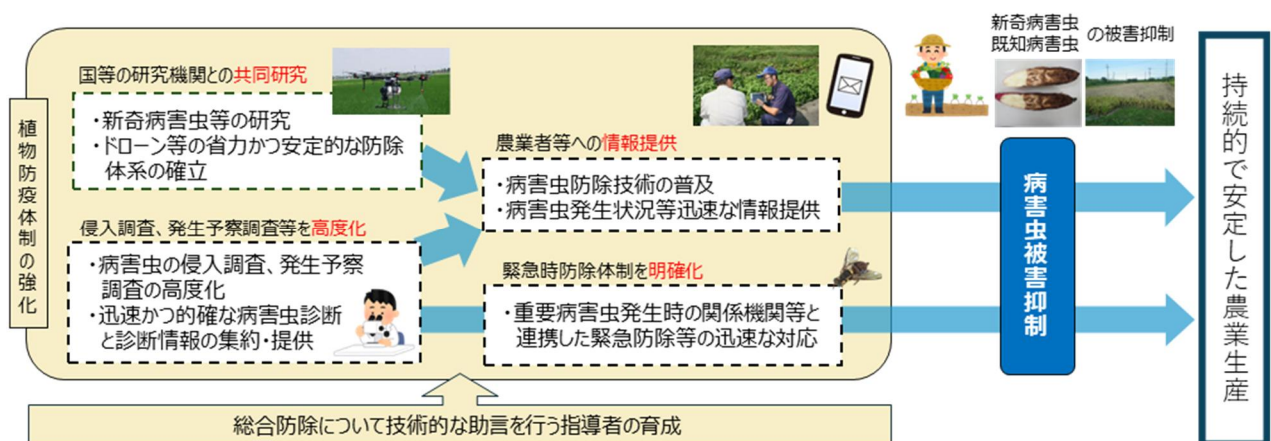 植物防疫体制の強化
国等の研究機関との共同研究
・新奇病害虫等の研究
・ドローン等の省力かつ安定的な防除
体系の確立
侵入調査、発生予察調査等を高度化
・病害虫の侵入調査、発生予察
調査の高度化
・迅速かつ的確な病害虫診断
と診断情報の集約・提供
農業者等への情報提供
・病害虫防除技術の普及
・病害虫発生状況等迅速な情報提供
緊急時防除体制を明確化
・重要病害虫発生時の関係機関等と
連携した緊急防除等の迅速な対応
総合防除について技術的な助言を行う指導者の育成
新奇病害虫
既知病害虫
の被害抑制
病害虫被害抑制
持続的で安定した農業生産